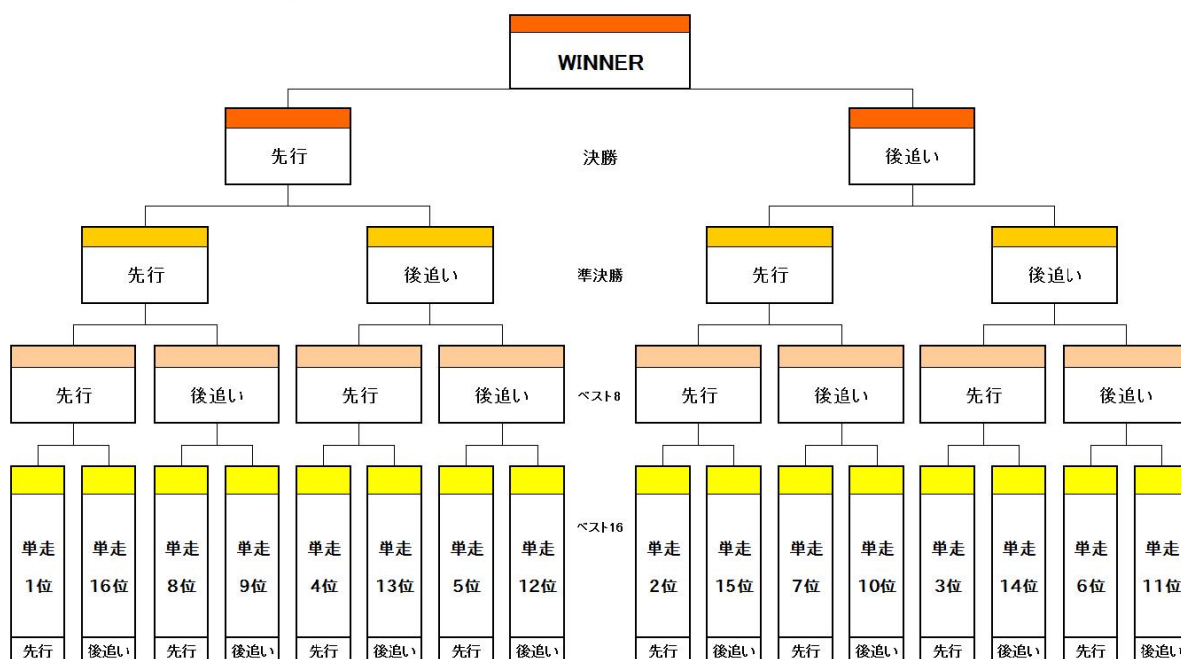 WINNER
先行
決勝
後追い
先行
後追い
準決勝
先行
後追い
先行
後追い
先行
後追い
ベスト8
先行
後追い
先行
後追い
ベスト16
単走
1位
単走
16位
単走
8位
単走
9位
単走
4位
単走
13位
単走
5位
単走
12位
単走
2位
単走
15位
単走
7位
単走
10位
単走
3位
単走
14位
単走
6位
単走
11位
先行
後追い
先行
後追い
先行
後追い
先行
後追い
先行
後追い
先行
後追い
先行
後追い
先行
後追い